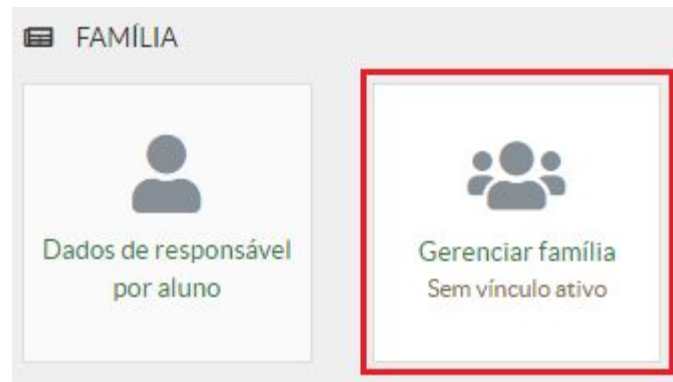 FAMÍLIA
Dados de responsável
por aluno
Gerenciar família
Sem vínculo ativo